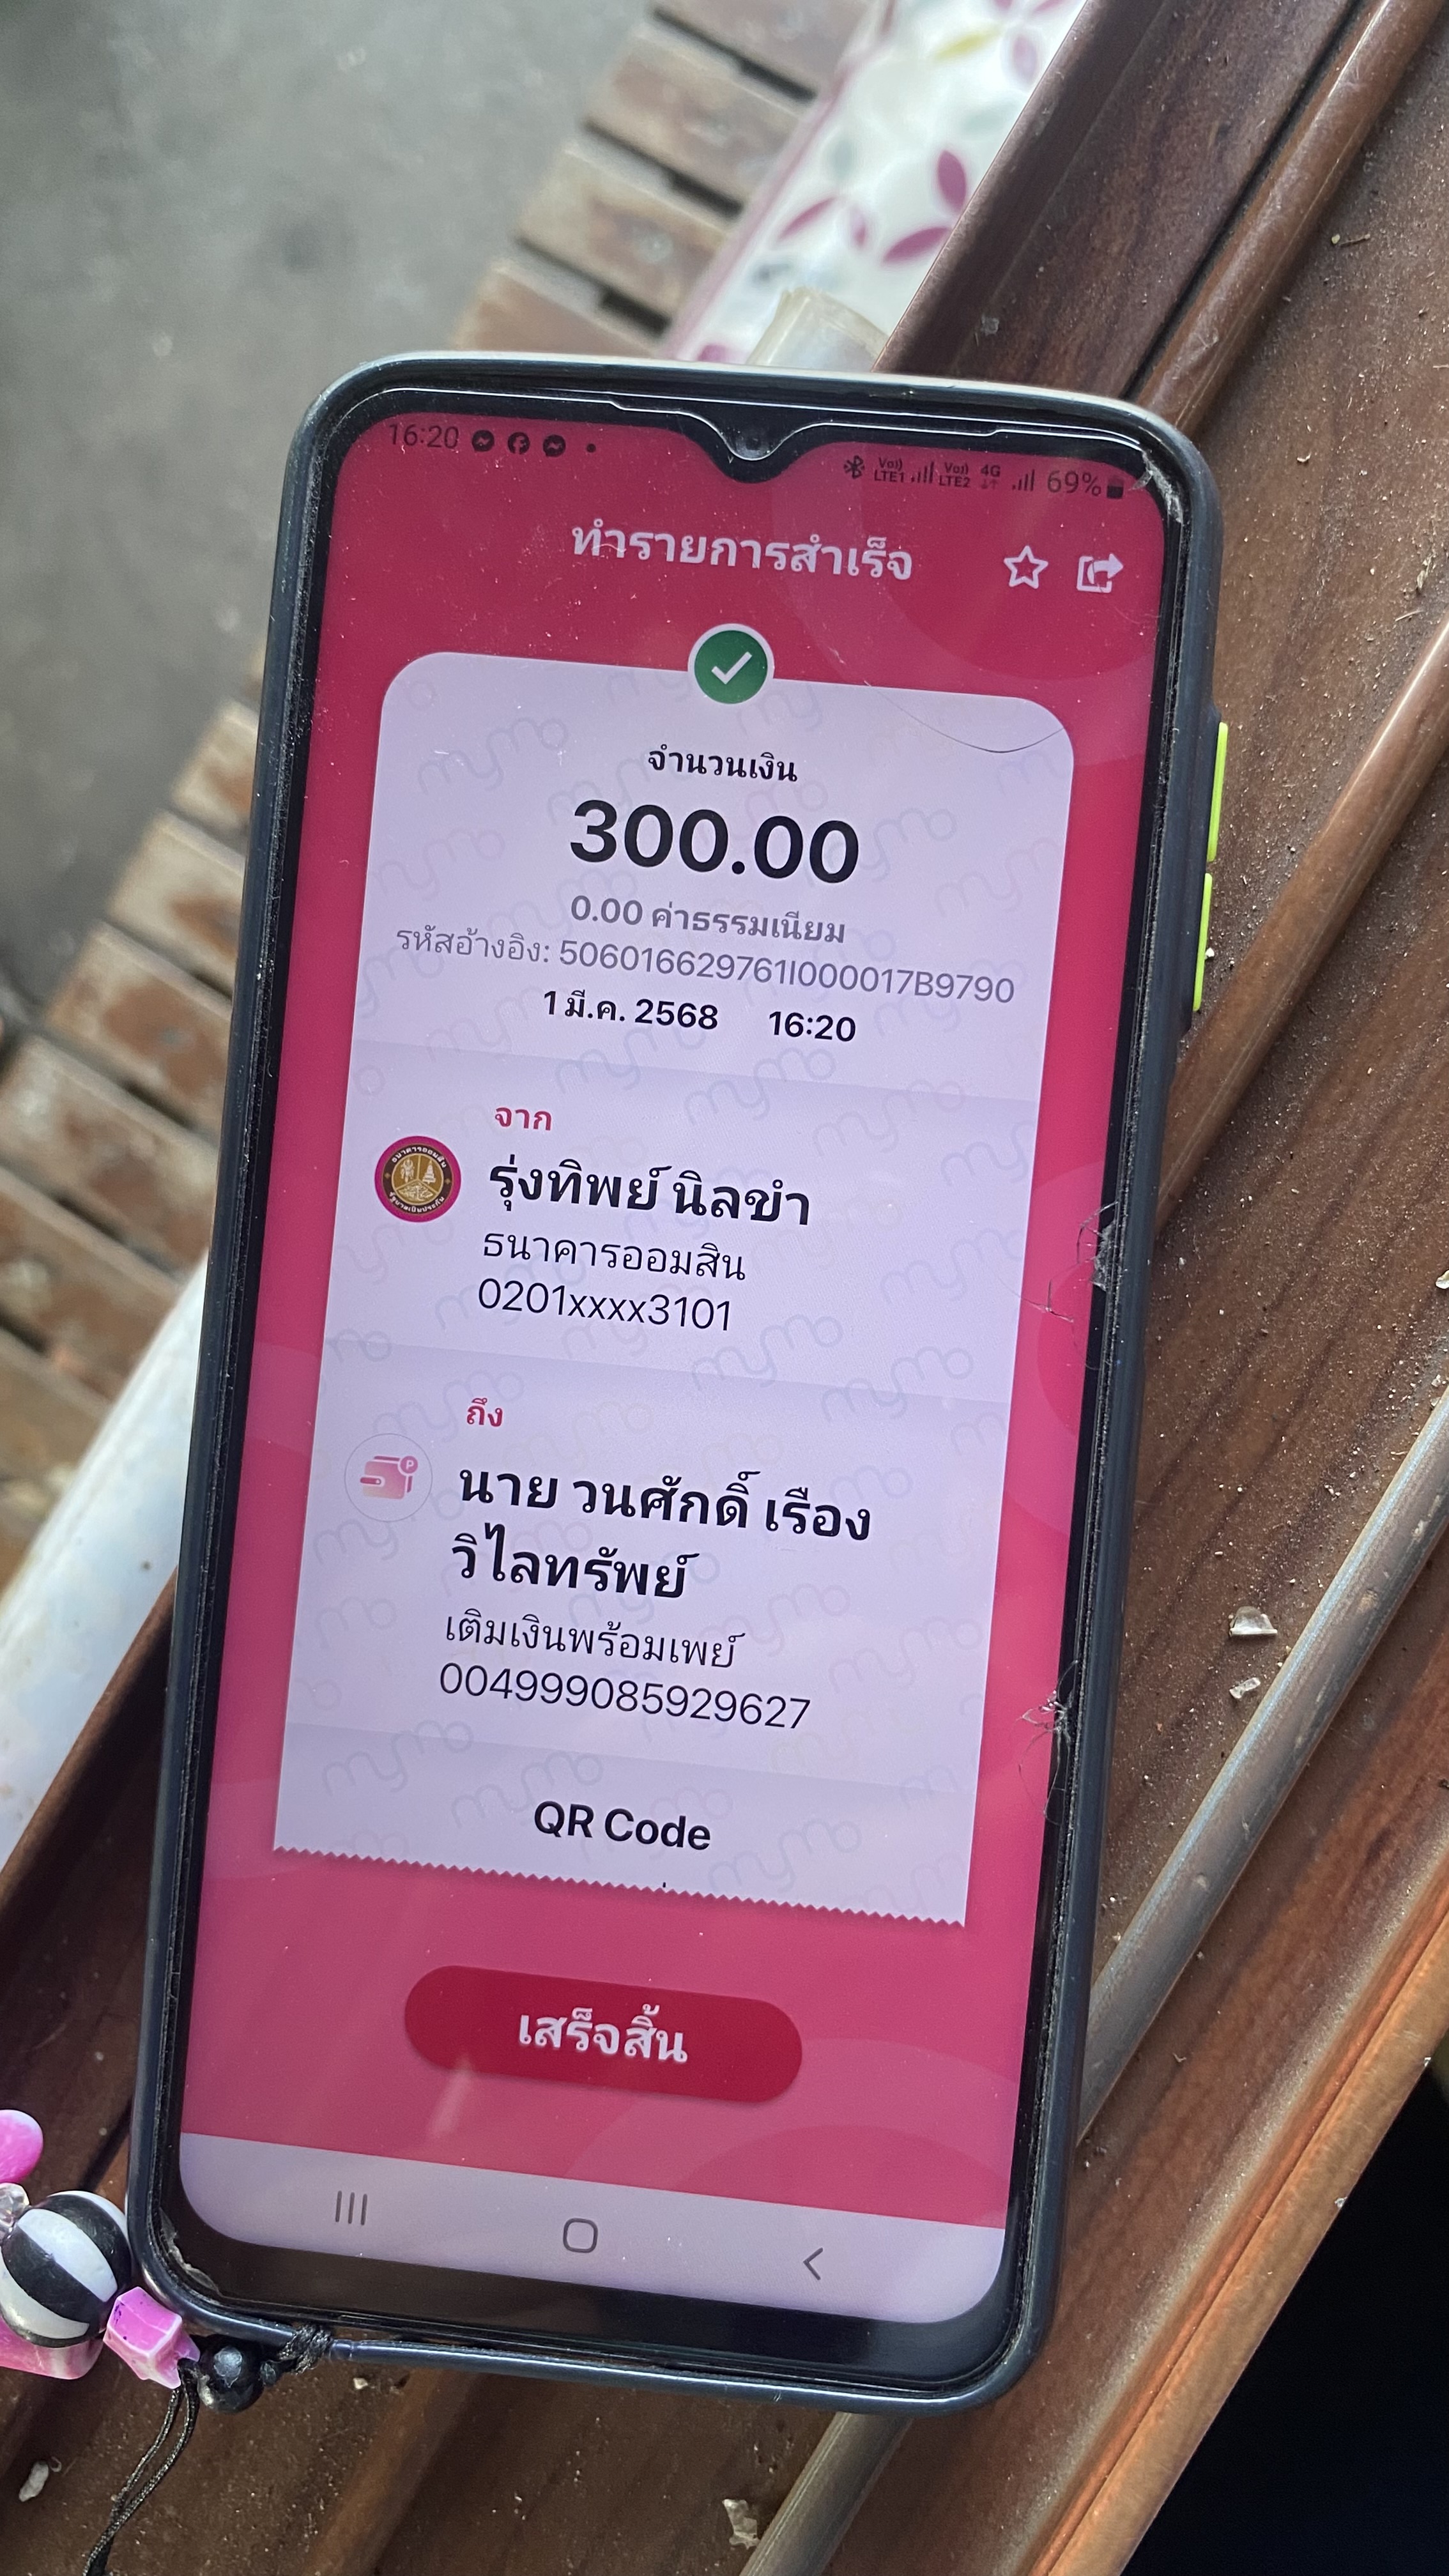 16:20
Vo)) LTE1 Vo)) LTE2 4G 69%
ทำรายการสำเร็จ
จำนวนเงิน
300.00
0.00 ค่าธรรมเนียม
รหัสอ้างอิง: 506016629761I000017B9790
1 มี.ค. 2568 16:20
จาก
รุ่งทิพย์ นิลขำ
ธนาคารออมสิน
0201xxxx3101
ถึง
P
นาย วนศักดิ์ เรือง
วิไลทรัพย์
เติมเงินพร้อมเพย์
004999085929627
QR Code
เสร็จสิ้น